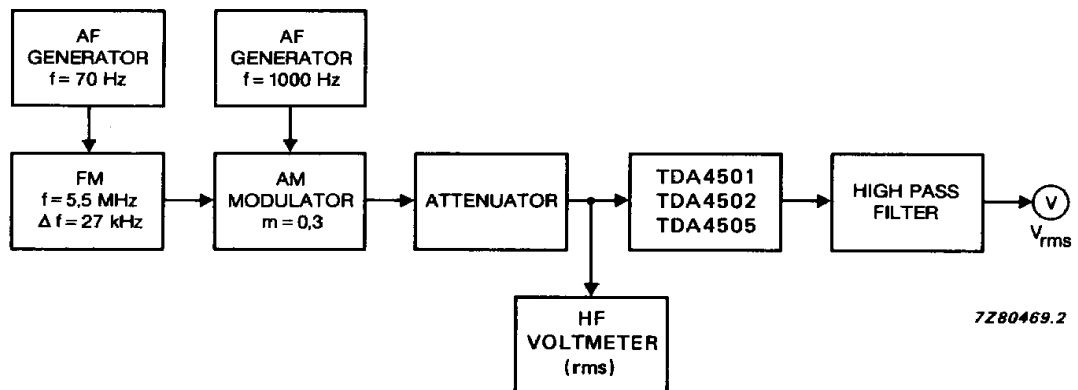 AF
GENERATOR
f = 70 Hz
AF
GENERATOR
f = 1000 Hz
FM
f = 5,5 MHz
Δ f = 27 kHz
AM
MODULATOR
m = 0,3
ATTENUATOR
TDA4501
TDA4502
TDA4505
HIGH PASS
FILTER
V
Vrms
HF
VOLTMETER
(rms)
7Z80469.2